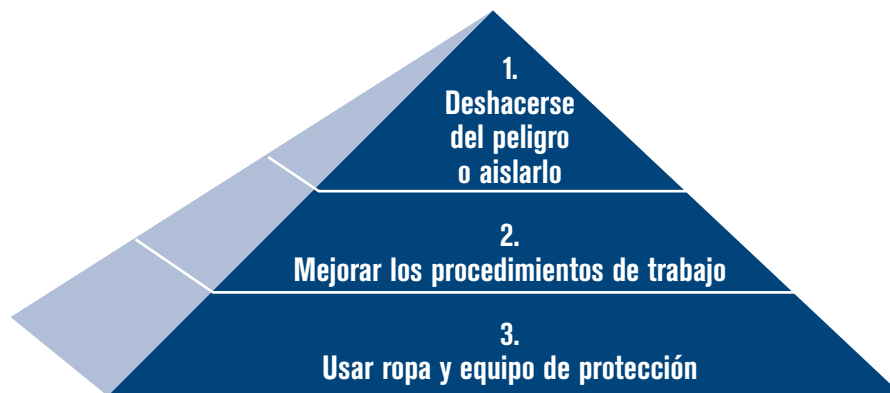 1.
Deshacerse
del peligro
o aislarlo
2.
Mejorar los procedimientos de trabajo
3.
Usar ropa y equipo de protección